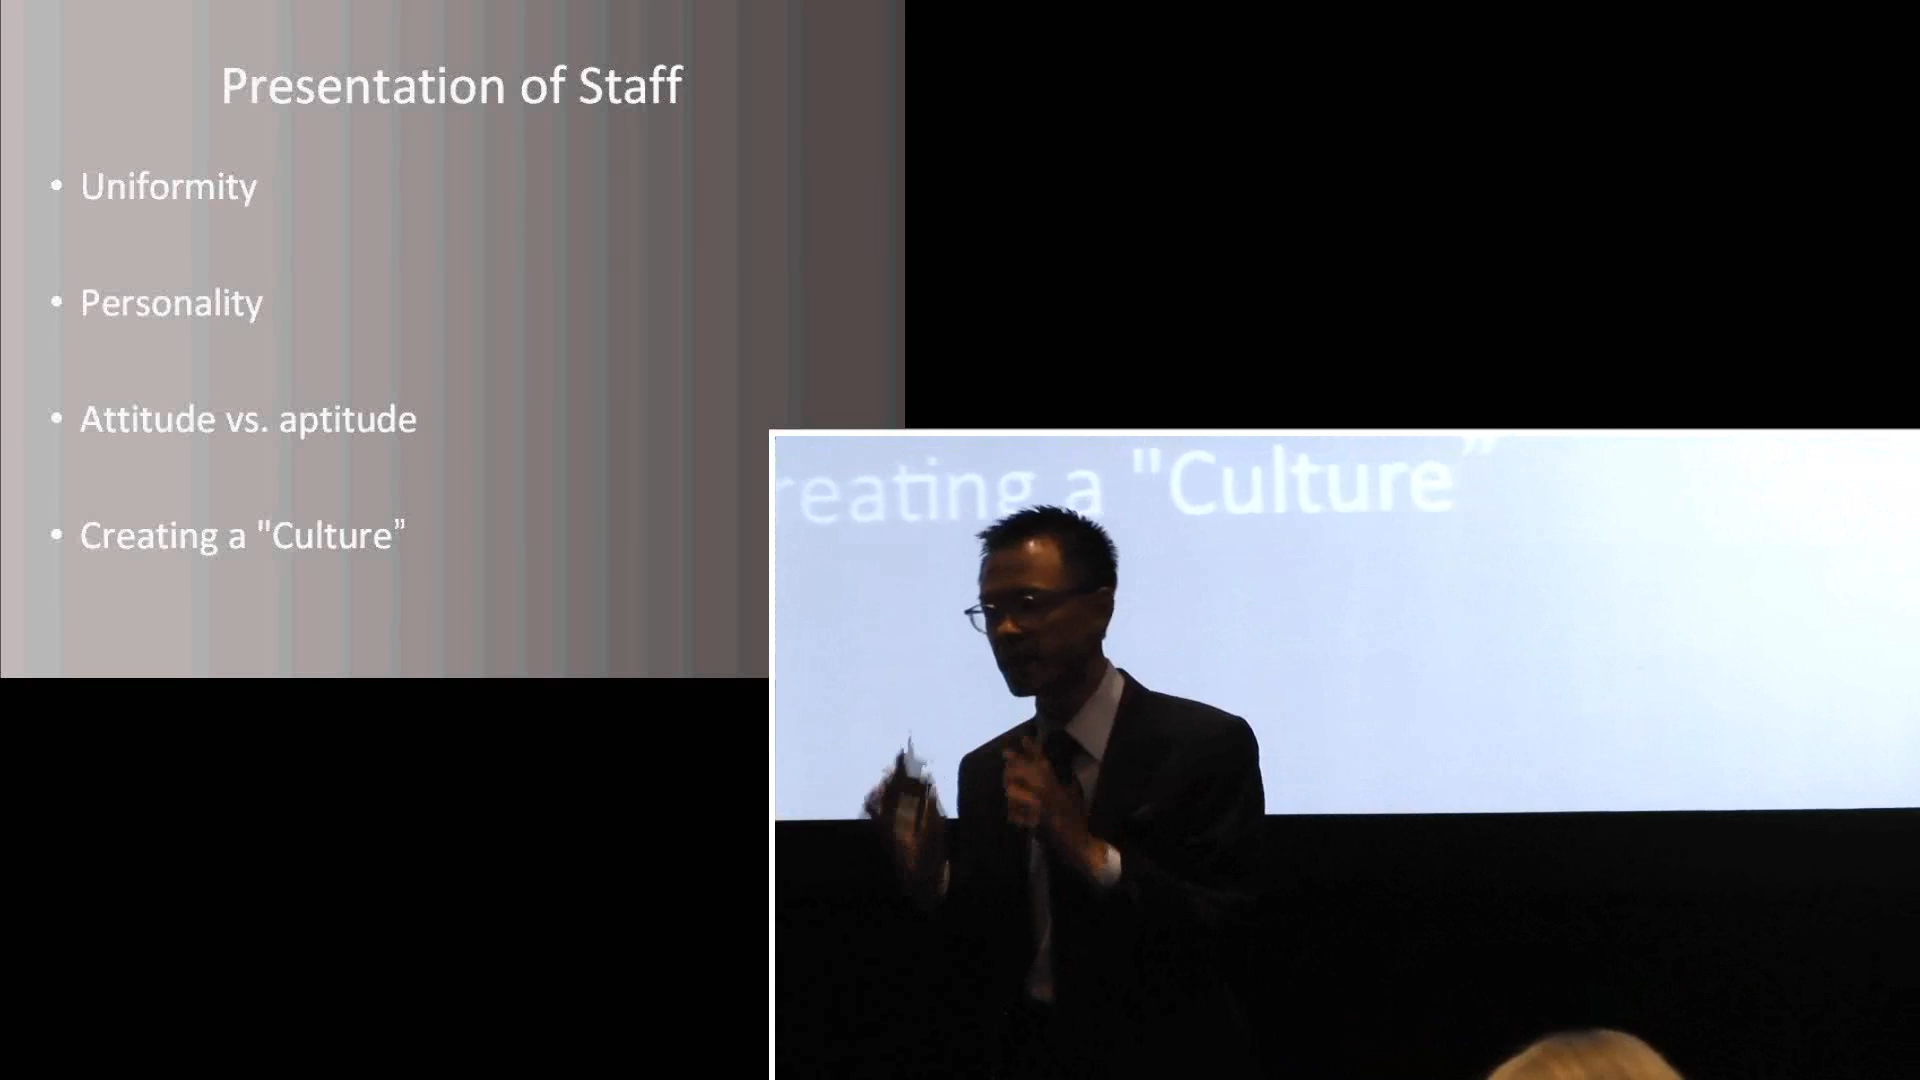 Presentation of Staff
• Uniformity
• Personality
• Attitude vs. aptitude
• Creating a "Culture”
reating a "Culture”